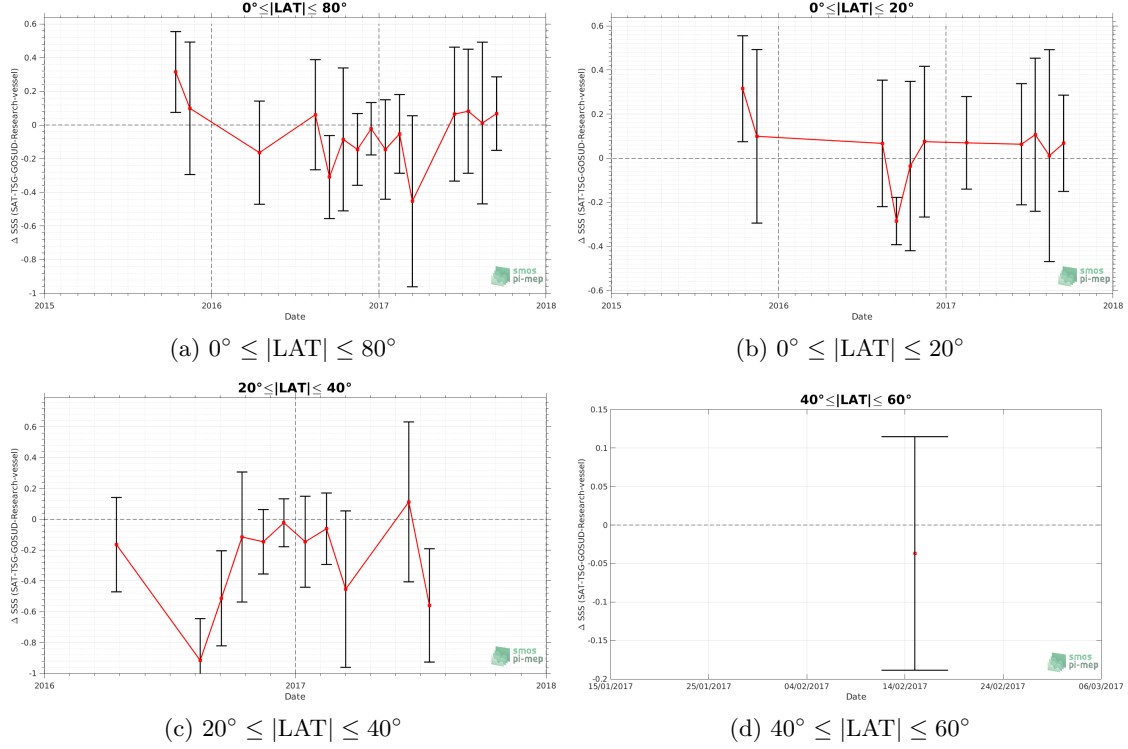 0°≤|LAT|≤ 80°
Δ SSS (SAT-TSG-GOSUD-Research-vessel)
0.6
0.4
0.2
0
-0.2
-0.4
-0.6
-0.8
-1
2015
2016
2017
2018
Date
smos
pi-mep
(a) 0° ≤ |LAT| ≤ 80°
0°≤|LAT|≤ 20°
Δ SSS (SAT-TSG-GOSUD-Research-vessel)
0.6
0.4
0.2
0
-0.2
-0.4
-0.6
2015
2016
2017
2018
Date
smos
pi-mep
(b) 0° ≤ |LAT| ≤ 20°
20°≤|LAT|≤ 40°
Δ SSS (SAT-TSG-GOSUD-Research-vessel)
0.6
0.4
0.2
0
-0.2
-0.4
-0.6
-0.8
-1
2016
2017
2018
Date
smos
pi-mep
(c) 20° ≤ |LAT| ≤ 40°
40°≤|LAT|≤ 60°
Δ SSS (SAT-TSG-GOSUD-Research-vessel)
0.15
0.1
0.05
0
-0.05
-0.1
-0.15
-0.2
15/01/2017
25/01/2017
04/02/2017
14/02/2017
24/02/2017
06/03/2017
Date
smos
pi-mep
(d) 40° ≤ |LAT| ≤ 60°